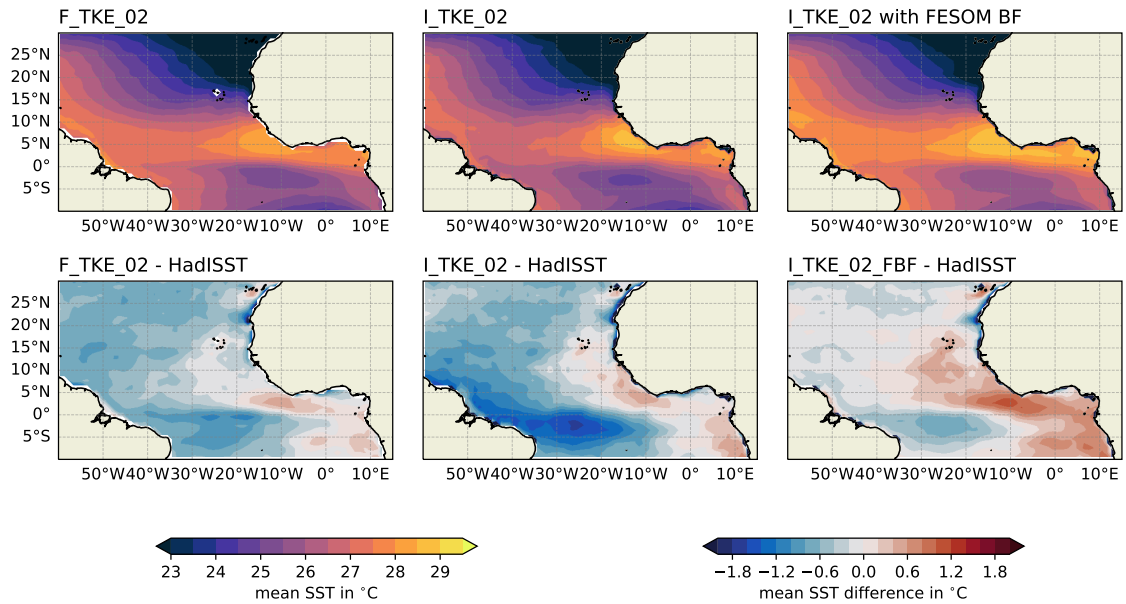 F_TKE_02
I_TKE_02
I_TKE_02 with FESOM BF
25°N
20°N
15°N
10°N
5°N
0°
5°S
50°W40°W30°W20°W10°W 0° 10°E
50°W40°W30°W20°W10°W 0° 10°E
50°W40°W30°W20°W10°W 0° 10°E
F_TKE_02 - HadISST
I_TKE_02 - HadISST
I_TKE_02_FBF - HadISST
25°N
20°N
15°N
10°N
5°N
0°
5°S
50°W40°W30°W20°W10°W 0° 10°E
50°W40°W30°W20°W10°W 0° 10°E
50°W40°W30°W20°W10°W 0° 10°E
23 24 25 26 27 28 29
mean SST in °C
−1.8 −1.2 −0.6 0.0 0.6 1.2 1.8
mean SST difference in °C